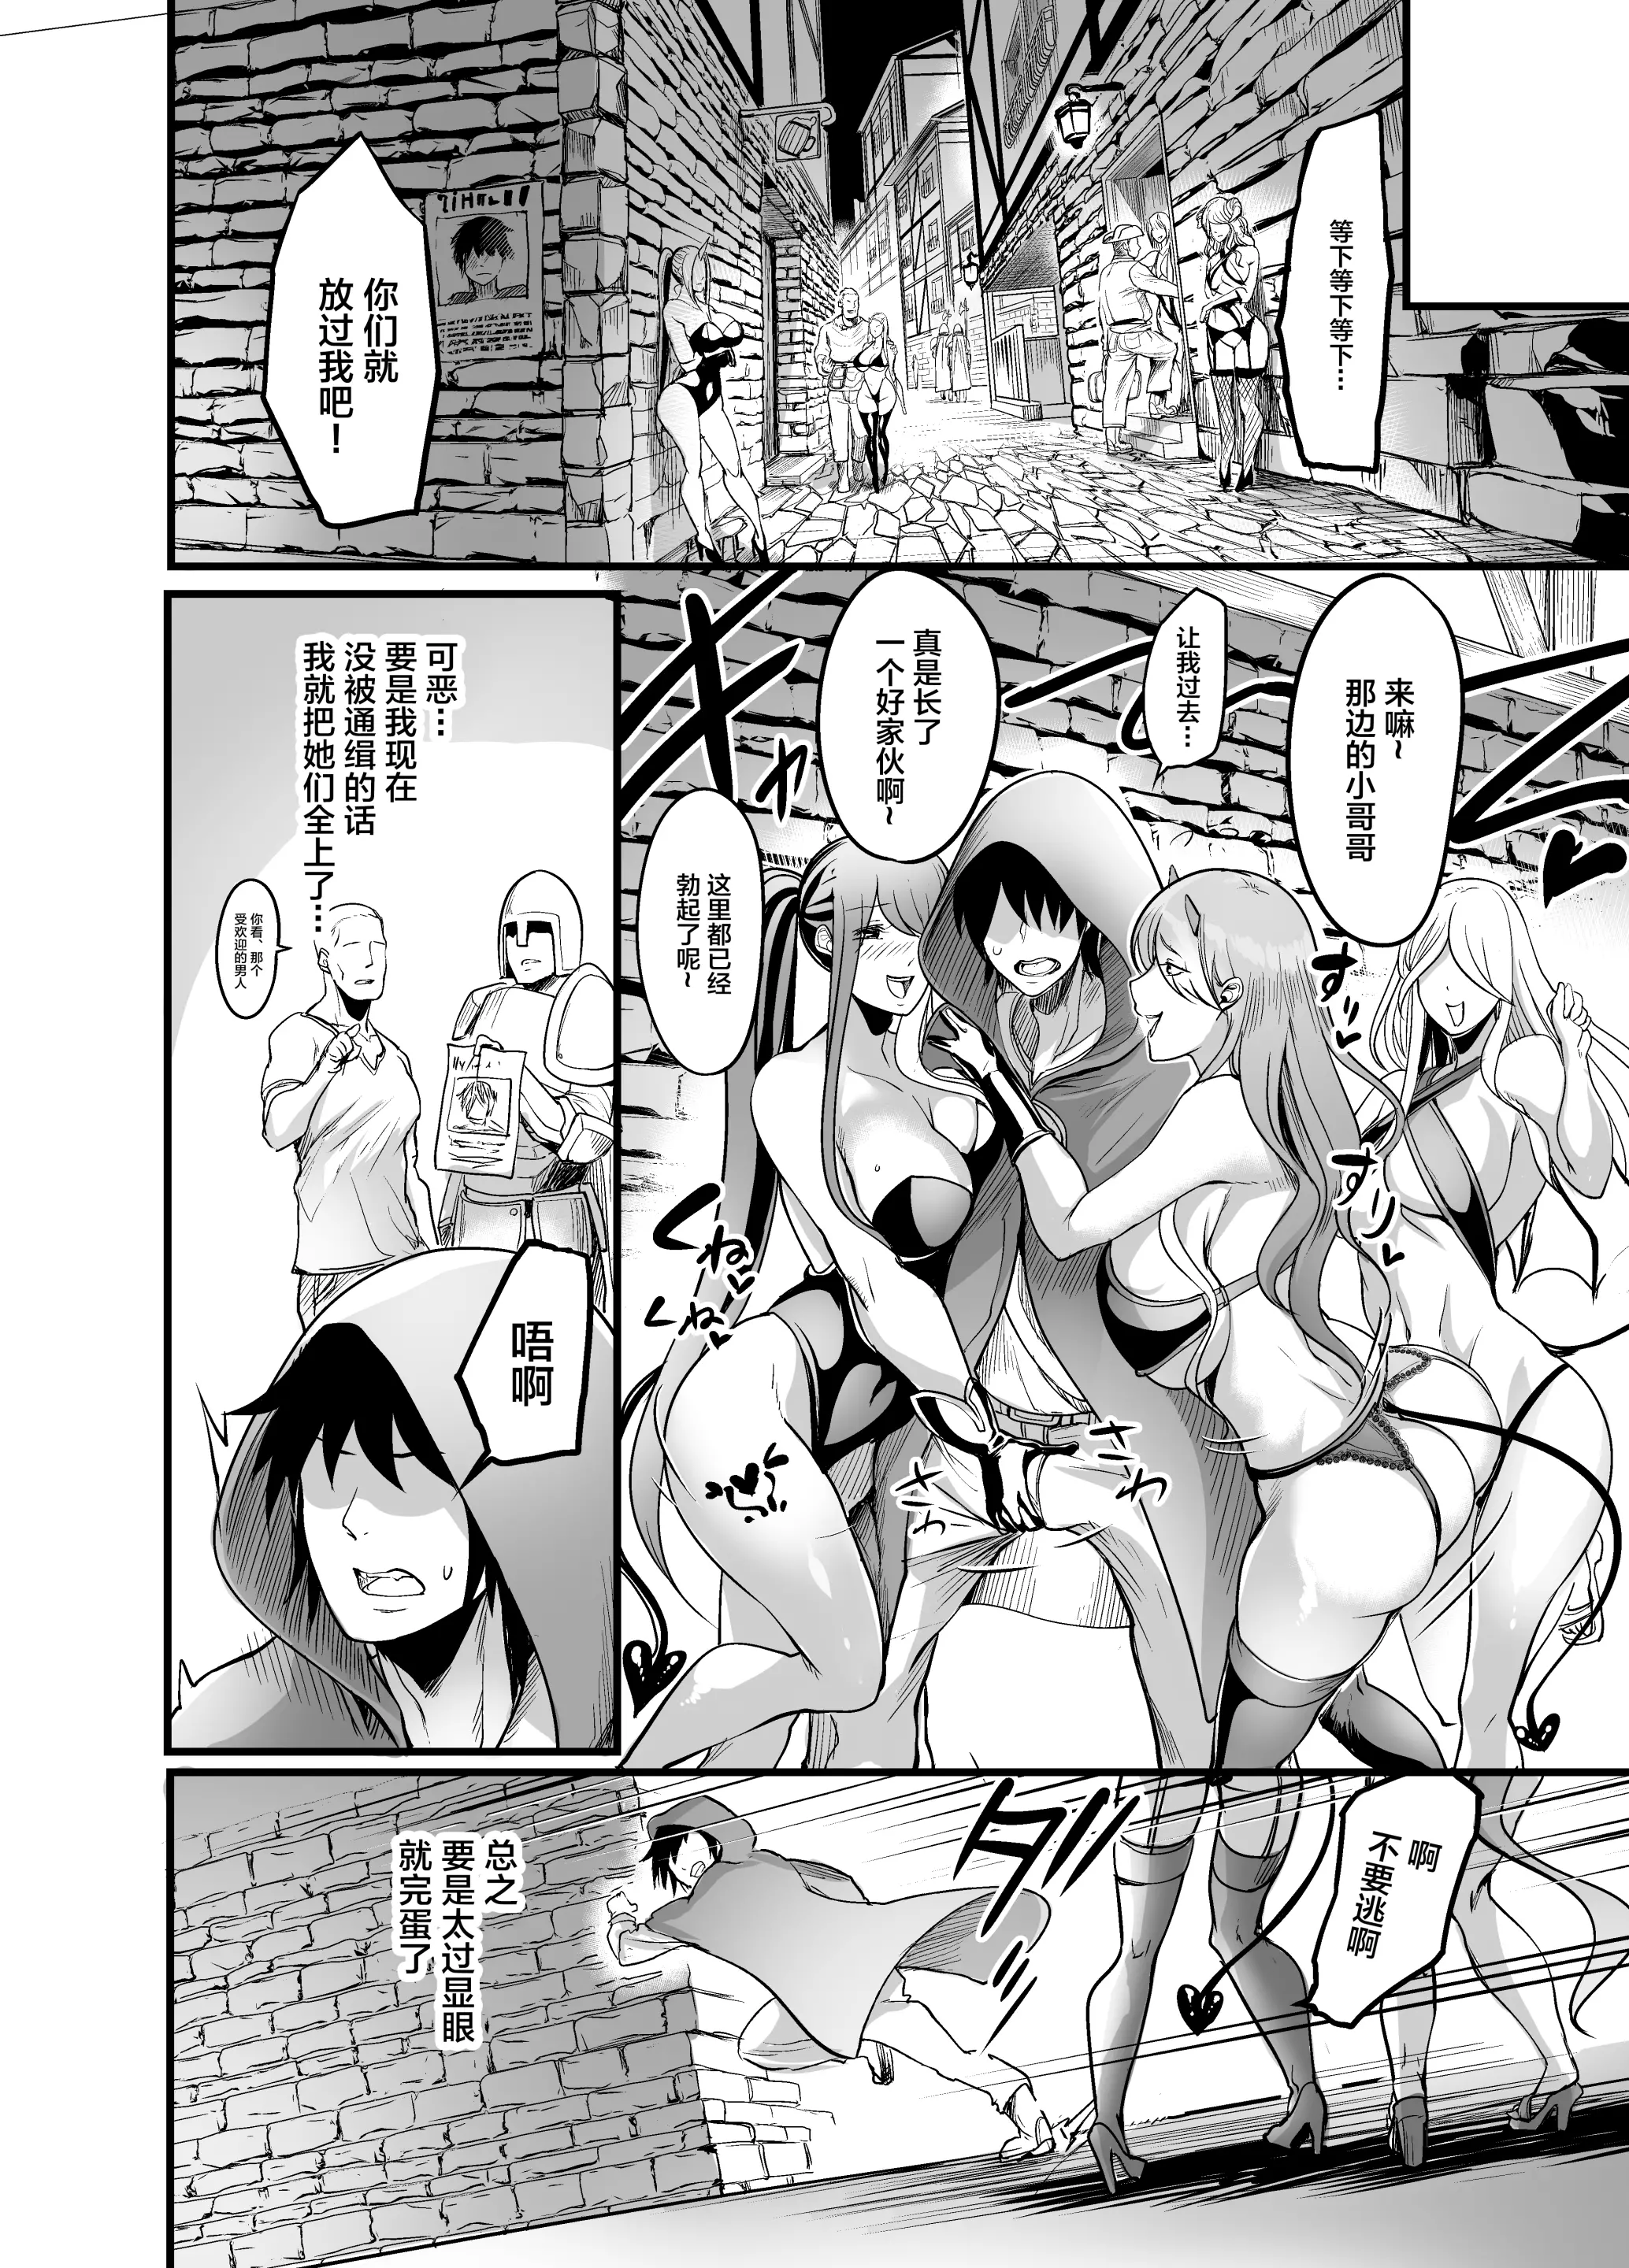 等下等下等下…
你们就
放过我吧！
来嘛~
那边的小哥哥
让我过去…
真是长了
一个好家伙啊~
这里都已经
勃起了呢~
すりっ♥
すりっ♥
くねっ♥
くねっ♥
さわ
さわ
可恶…
要是我现在
没被通缉的话
我就把她们全上了…
你看、那个
受欢迎的男人
唔啊
啊
不要逃啊
ダッ
总之
要是太过显眼
就完蛋了